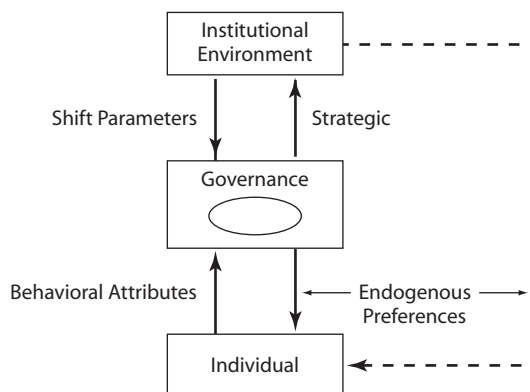 Institutional
Environment
Shift Parameters
Strategic
Governance
Behavioral Attributes
Endogenous
Preferences
Individual